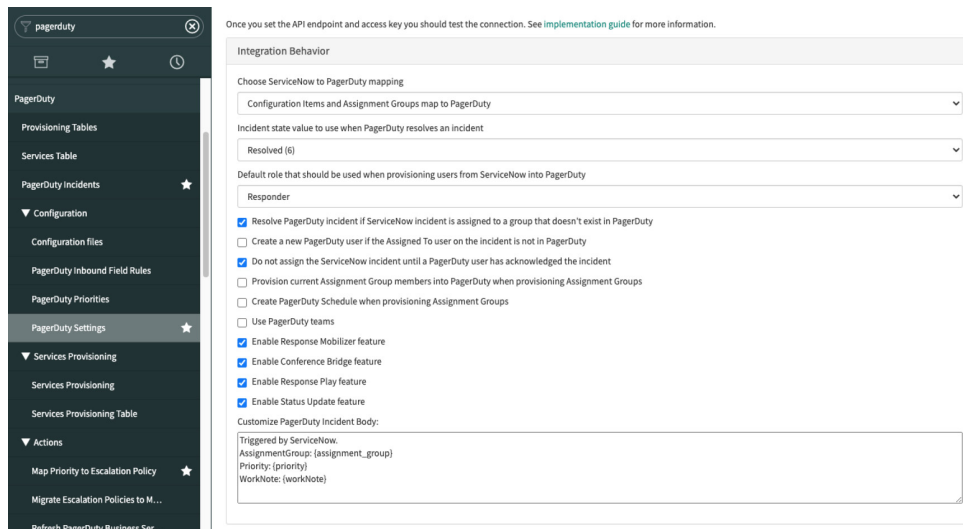 pagerduty
PagerDuty
Provisioning Tables
Services Table
PagerDuty Incidents
Configuration
Configuration files
PagerDuty Inbound Field Rules
PagerDuty Priorities
PagerDuty Settings
Services Provisioning
Services Provisioning
Services Provisioning Table
Actions
Map Priority to Escalation Policy
Migrate Escalation Policies to M...
Refresh PagerDuty Business Ser...
Once you set the API endpoint and access key you should test the connection. See implementation guide for more information.
Integration Behavior
Choose ServiceNow to PagerDuty mapping
Configuration Items and Assignment Groups map to PagerDuty
Incident state value to use when PagerDuty resolves an incident
Resolved (6)
Default role that should be used when provisioning users from ServiceNow into PagerDuty
Responder
Resolve PagerDuty incident if ServiceNow incident is assigned to a group that doesn't exist in PagerDuty
Create a new PagerDuty user if the Assigned To user on the incident is not in PagerDuty
Do not assign the ServiceNow incident until a PagerDuty user has acknowledged the incident
Provision current Assignment Group members into PagerDuty when provisioning Assignment Groups
Create PagerDuty Schedule when provisioning Assignment Groups
Use PagerDuty teams
Enable Response Mobilizer feature
Enable Conference Bridge feature
Enable Response Play feature
Enable Status Update feature
Customize PagerDuty Incident Body:
Triggered by ServiceNow.
AssignmentGroup: {assignment_group}
Priority: {priority}
WorkNote: {workNote}